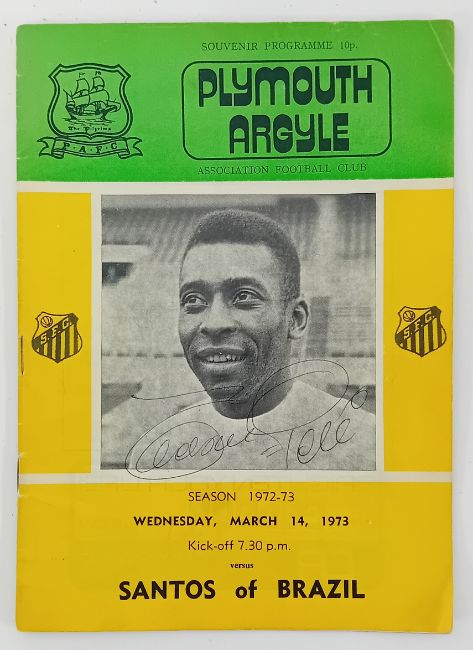 SOUVENIR PROGRAMME 10p.
PLYMOUTH
ARGYLE
ASSOCIATION FOOTBALL CLUB
The Pilgrims
P.A.F.C
S.F.C.
S.F.C.
Pelé
SEASON 1972-73
WEDNESDAY, MARCH 14, 1973
Kick-off 7.30 p.m.
versus
SANTOS of BRAZIL